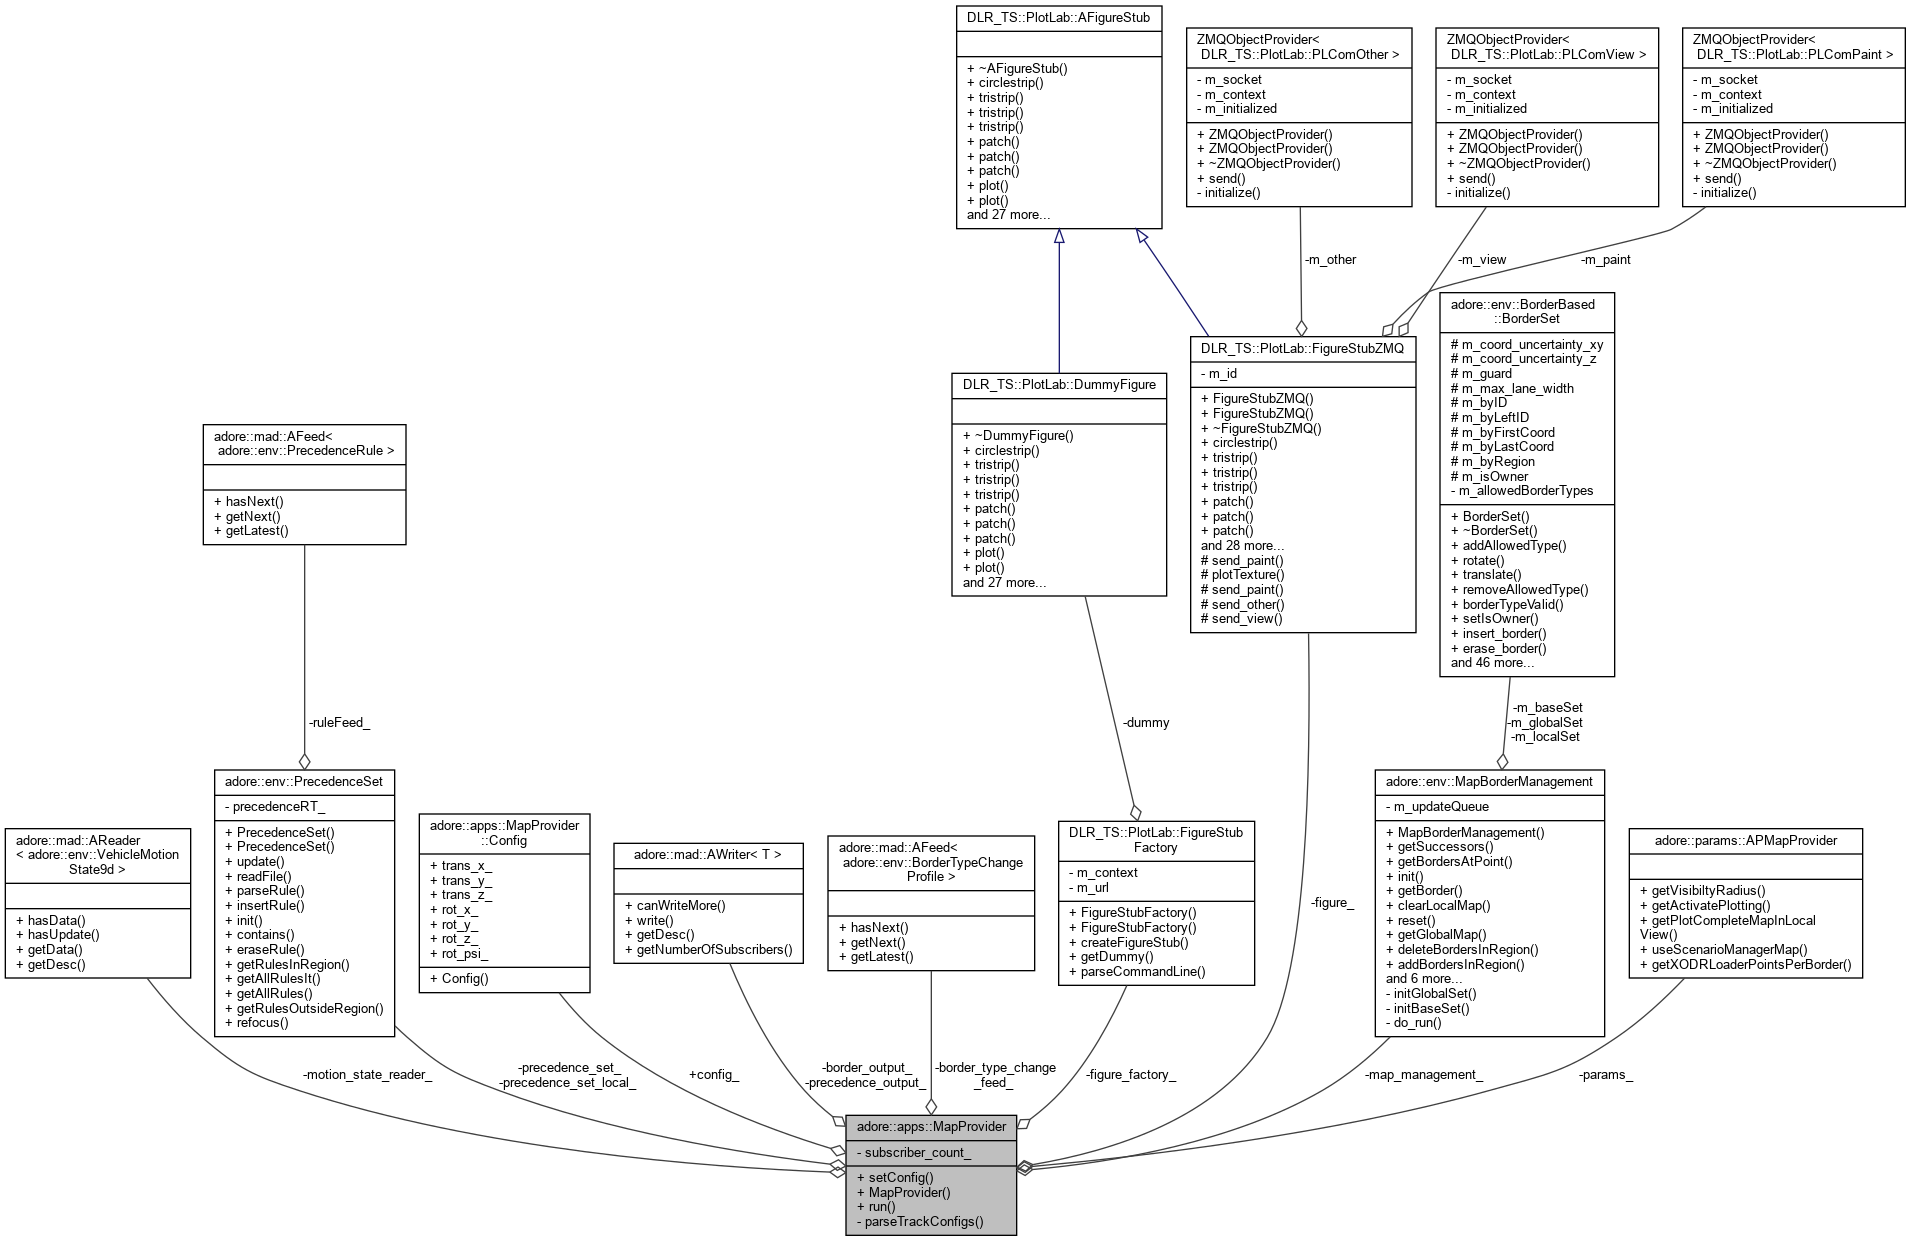 DLR_TS::PlotLab::AFigureStub
+ ~AFigureStub()
+ circlestrip()
+ tristrip()
+ tristrip()
+ tristrip()
+ patch()
+ patch()
+ patch()
+ plot()
+ plot()
and 27 more...
ZMQObjectProvider<
DLR_TS::PlotLab::PLComOther >
- m_socket
- m_context
- m_initialized
+ ZMQObjectProvider()
+ ZMQObjectProvider()
+ ~ZMQObjectProvider()
+ send()
- initialize()
ZMQObjectProvider<
DLR_TS::PlotLab::PLComView >
- m_socket
- m_context
- m_initialized
+ ZMQObjectProvider()
+ ZMQObjectProvider()
+ ~ZMQObjectProvider()
+ send()
- initialize()
ZMQObjectProvider<
DLR_TS::PlotLab::PLComPaint >
- m_socket
- m_context
- m_initialized
+ ZMQObjectProvider()
+ ZMQObjectProvider()
+ ~ZMQObjectProvider()
+ send()
- initialize()
-m_other
-m_view
-m_paint
adore::env::BorderBased
::BorderSet
# m_coord_uncertainty_xy
# m_coord_uncertainty_z
# m_guard
# m_max_lane_width
# m_byID
# m_byLeftID
# m_byFirstCoord
# m_byLastCoord
# m_byRegion
# m_isOwner
- m_allowedBorderTypes
+ BorderSet()
+ ~BorderSet()
+ addAllowedType()
+ rotate()
+ translate()
+ removeAllowedType()
+ borderTypeValid()
+ setIsOwner()
+ insert_border()
+ erase_border()
and 46 more...
DLR_TS::PlotLab::FigureStubZMQ
- m_id
+ FigureStubZMQ()
+ FigureStubZMQ()
+ ~FigureStubZMQ()
+ circlestrip()
+ tristrip()
+ tristrip()
+ tristrip()
+ patch()
+ patch()
+ patch()
and 28 more...
# send_paint()
# plotTexture()
# send_paint()
# send_other()
# send_view()
DLR_TS::PlotLab::DummyFigure
+ ~DummyFigure()
+ circlestrip()
+ tristrip()
+ tristrip()
+ tristrip()
+ patch()
+ patch()
+ patch()
+ plot()
+ plot()
and 27 more...
adore::mad::AFeed<
adore::env::PrecedenceRule >
+ hasNext()
+ getNext()
+ getLatest()
-ruleFeed_
-dummy
-m_baseSet
-m_globalSet
-m_localSet
adore::mad::AReader
< adore::env::VehicleMotion
State9d >
+ hasData()
+ hasUpdate()
+ getData()
+ getDesc()
adore::env::PrecedenceSet
- precedenceRT_
+ PrecedenceSet()
+ PrecedenceSet()
+ update()
+ readFile()
+ parseRule()
+ insertRule()
+ init()
+ contains()
+ eraseRule()
+ getRulesInRegion()
+ getAllRulesIt()
+ getAllRules()
+ getRulesOutsideRegion()
+ refocus()
adore::apps::MapProvider
::Config
+ trans_x_
+ trans_y_
+ trans_z_
+ rot_x_
+ rot_y_
+ rot_z_
+ rot_psi_
+ Config()
adore::mad::AWriter< T >
+ canWriteMore()
+ write()
+ getDesc()
+ getNumberOfSubscribers()
adore::mad::AFeed<
adore::env::BorderTypeChange
Profile >
+ hasNext()
+ getNext()
+ getLatest()
DLR_TS::PlotLab::FigureStub
Factory
- m_context
- m_url
+ FigureStubFactory()
+ FigureStubFactory()
+ createFigureStub()
+ getDummy()
+ parseCommandLine()
-figure_
adore::env::MapBorderManagement
- m_updateQueue
+ MapBorderManagement()
+ getSuccessors()
+ getBordersAtPoint()
+ init()
+ getBorder()
+ clearLocalMap()
+ reset()
+ getGlobalMap()
+ deleteBordersInRegion()
+ addBordersInRegion()
and 6 more...
- initGlobalSet()
- initBaseSet()
- do_run()
adore::params::APMapProvider
+ getVisibiltyRadius()
+ getActivatePlotting()
+ getPlotCompleteMapInLocal
View()
+ useScenarioManagerMap()
+ getXODRLoaderPointsPerBorder()
-motion_state_reader_
-precedence_set_
-precedence_set_local_
+config_
-border_output_
-precedence_output_
-border_type_change
_feed_
-figure_factory_
-map_management_
-params_
adore::apps::MapProvider
- subscriber_count_
+ setConfig()
+ MapProvider()
+ run()
- parseTrackConfigs()